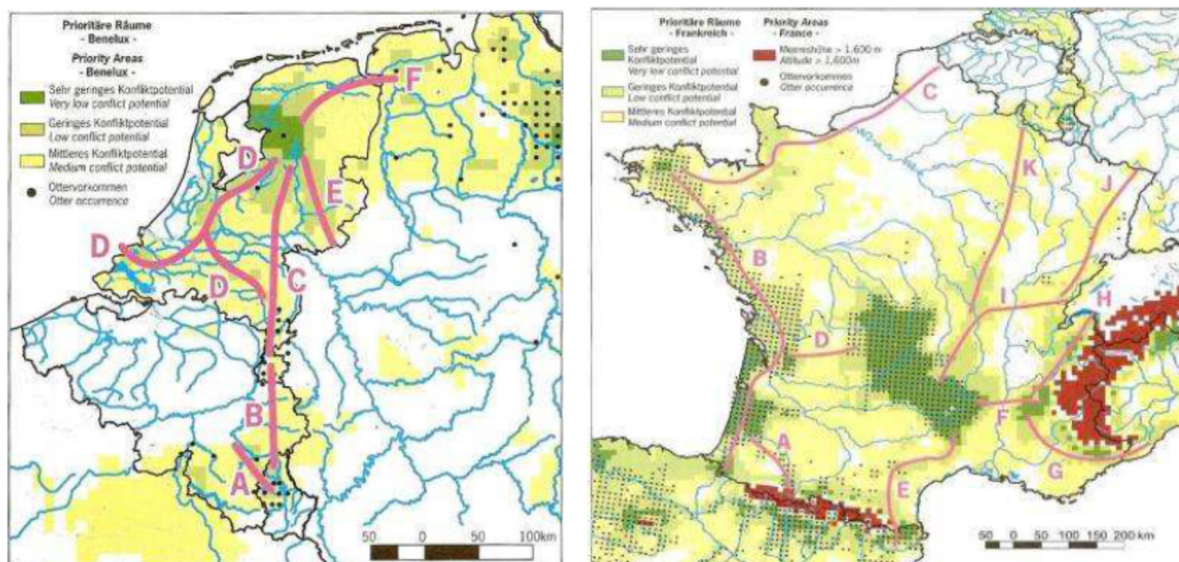 Prioritäre Räume
- Benelux -
Priority Areas
- Benelux -
Sehr geringes Konfliktpotential
Very low conflict potential
Geringes Konfliktpotential
Low conflict potential
Mittleres Konfliktpotential
Medium conflict potential
Ottervorkommen
Otter occurrence
F
D
E
D
D
C
B
A
50 0 50 100km
Prioritäre Räume
- Frankreich -
Priority Areas
- France -
Sehr geringes
Konfliktpotential
Very low conflict potential
Geringes Konfliktpotential
Low conflict potential
Mittleres Konfliktpotential
Medium conflict potential
Meereshöhe > 1.600 m
Altitude > 1.600m
Ottervorkommen
Otter occurrence
C
K
J
B
I
H
D
F
A
G
E
50 0 50 100 150 200 km